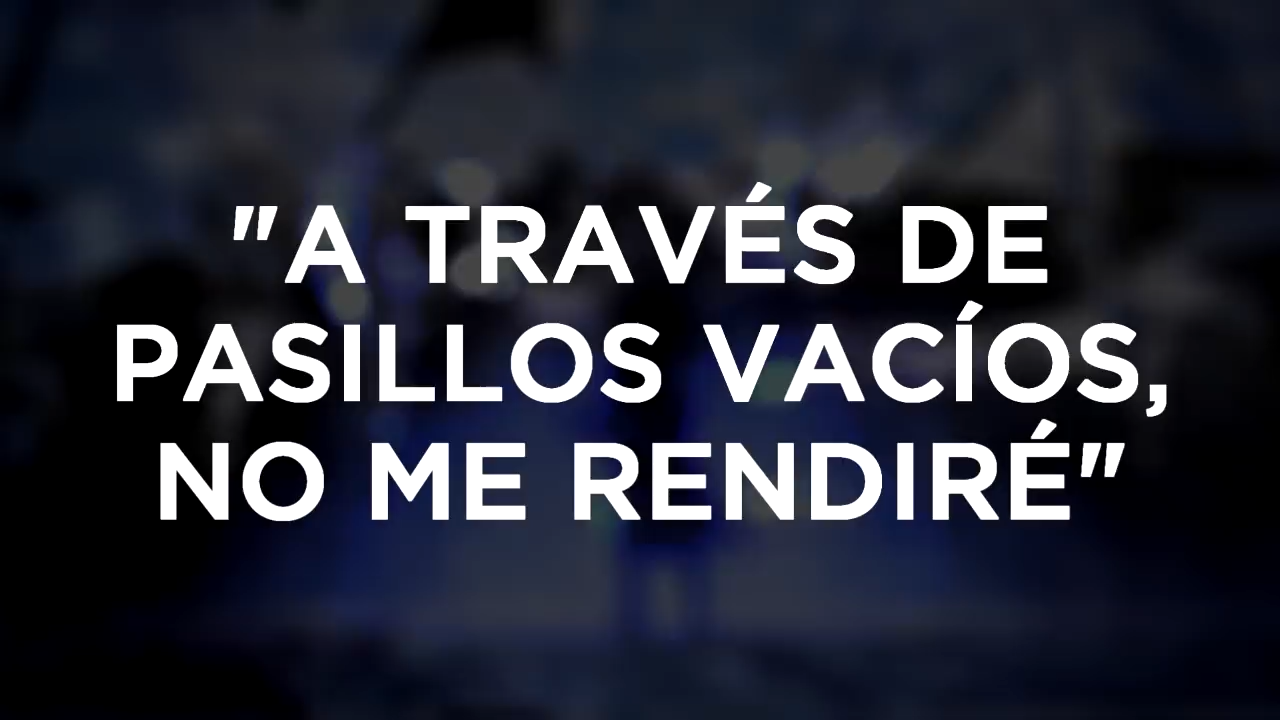 "A TRAVÉS DE
PASILLOS VACÍOS,
NO ME RENDIRÉ"